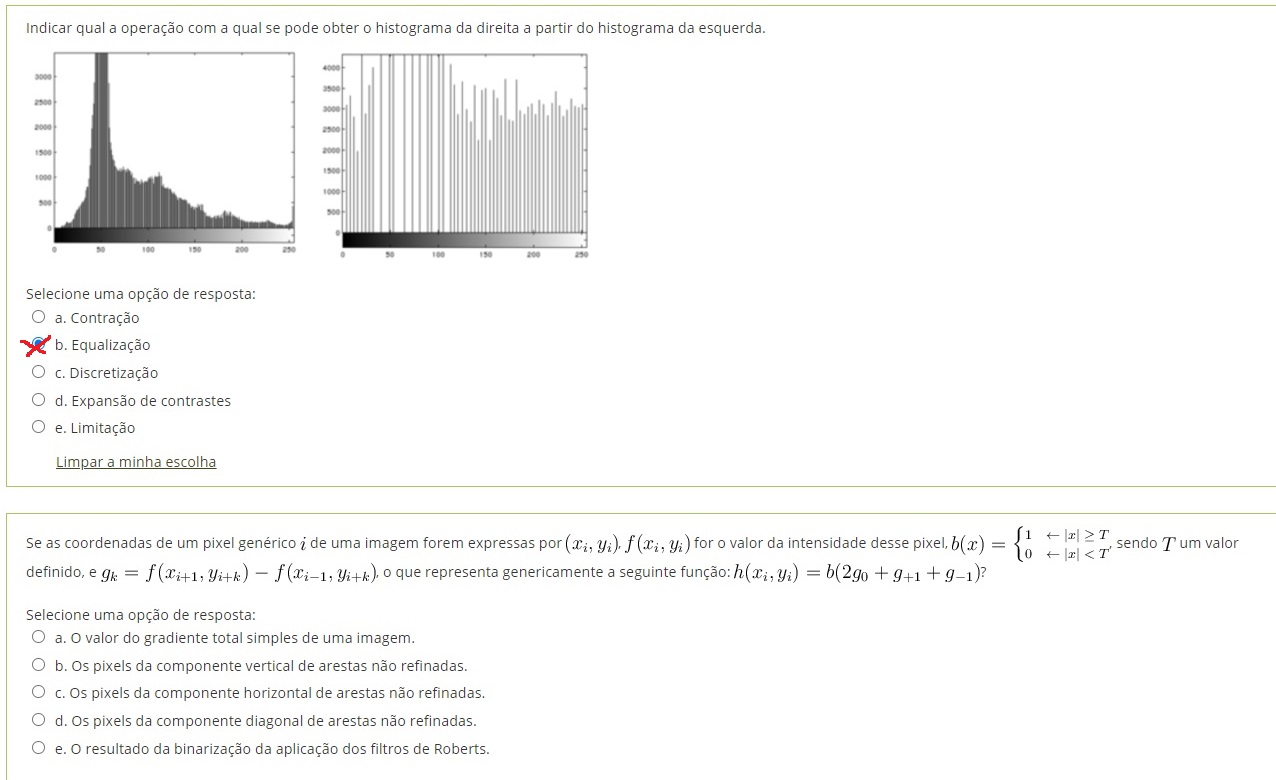 Indicar qual a operação com a qual se pode obter o histograma da direita a partir do histograma da esquerda.
3000
2500
2000
1500
1000
500
0
0 50 100 150 200 250
4000
3500
3000
2500
2000
1500
1000
500
0
0 50 100 150 200 250
Selecione uma opção de resposta:
a. Contração
b. Equalização
c. Discretização
d. Expansão de contrastes
e. Limitação
Limpar a minha escolha
Se as coordenadas de um pixel genérico i de uma imagem forem expressas por (x_i, y_i), f(x_i, y_i) for o valor da intensidade desse pixel, b(x) = {1 ← |x| ≥ T 0 ← |x| < T, sendo T um valor
definido, e g_k = f(x_{i+1}, y_{i+k}) − f(x_{i−1}, y_{i+k}), o que representa genericamente a seguinte função: h(x_i, y_i) = b(2g_0 + g_{+1} + g_{−1})?
Selecione uma opção de resposta:
a. O valor do gradiente total simples de uma imagem.
b. Os pixels da componente vertical de arestas não refinadas.
c. Os pixels da componente horizontal de arestas não refinadas.
d. Os pixels da componente diagonal de arestas não refinadas.
e. O resultado da binarização da aplicação dos filtros de Roberts.